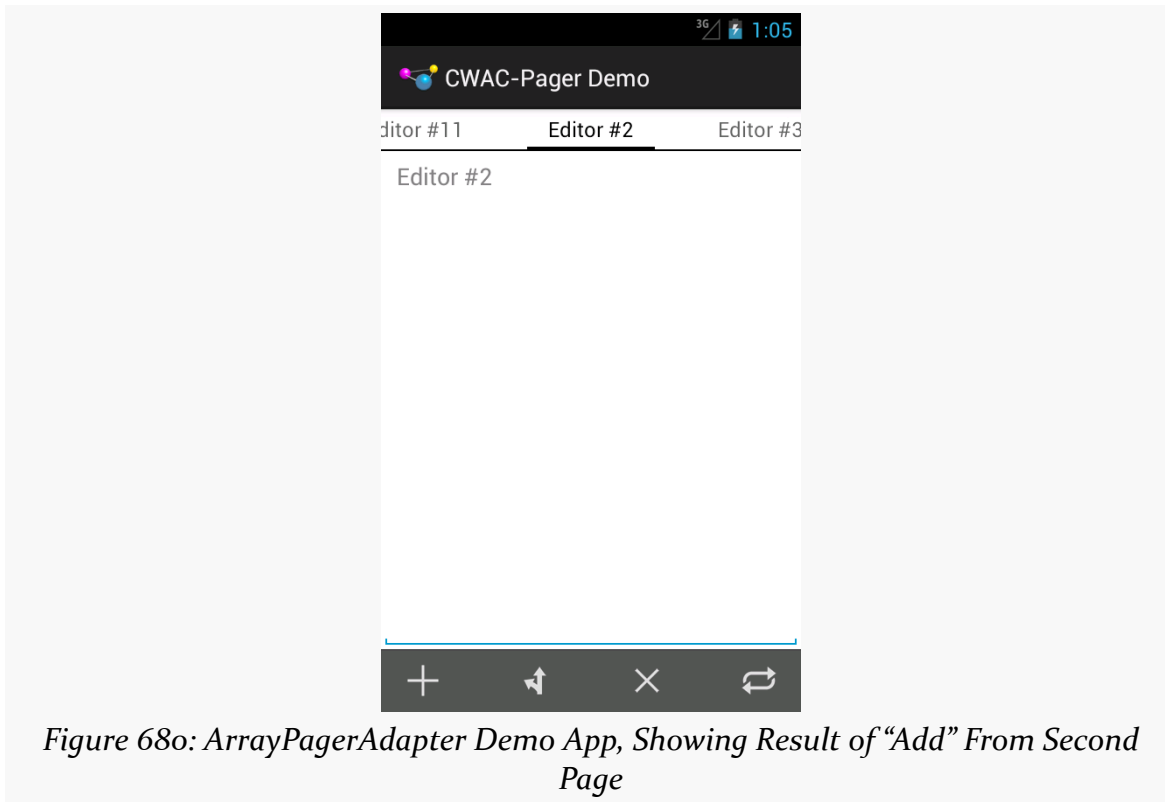 3G 1:05
CWAC-Pager Demo
ditor #11 Editor #2 Editor #3
Editor #2
Figure 680: ArrayPagerAdapter Demo App, Showing Result of “Add” From Second
Page